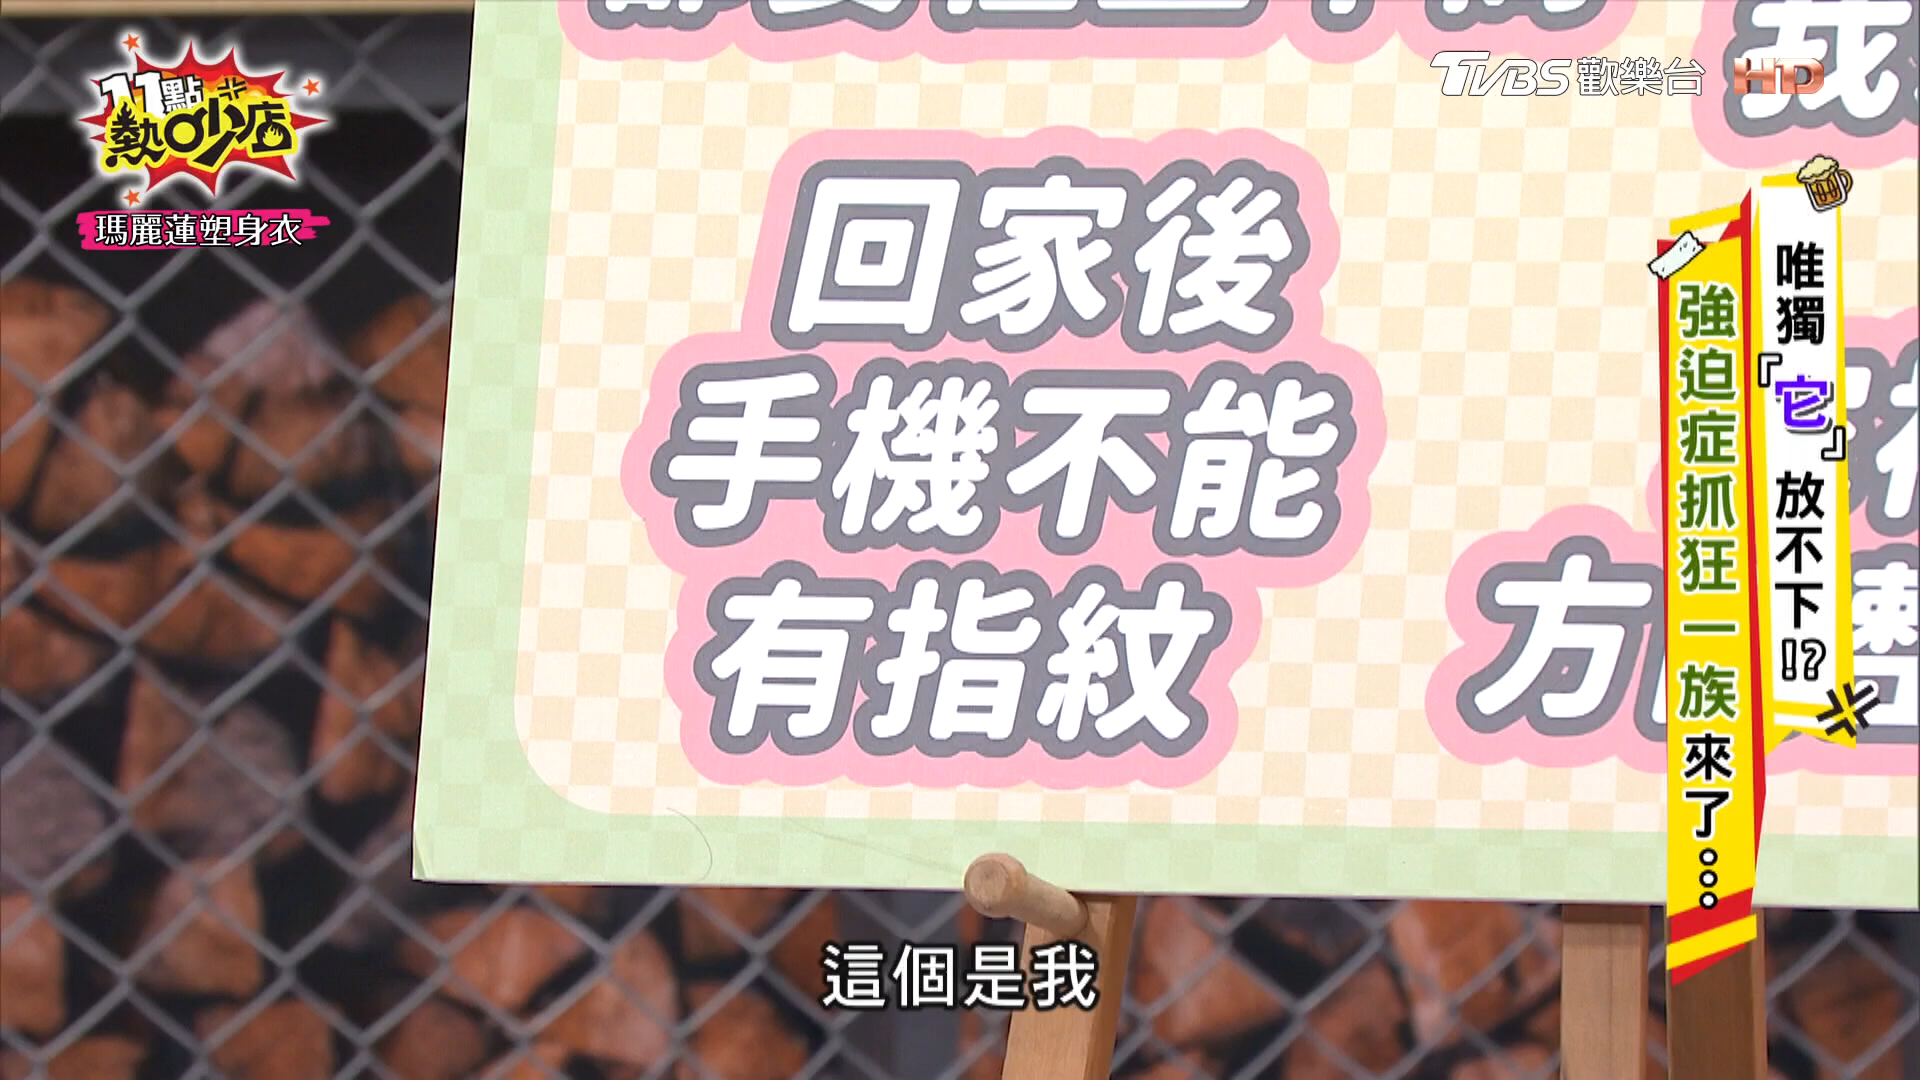 11點
熱吵店
瑪麗蓮塑身衣
TVBS歡樂台 HD
我
回家後
手機不能
有指紋
方
唯獨『它』放不下!?
強迫症抓狂一族來了…
這個是我